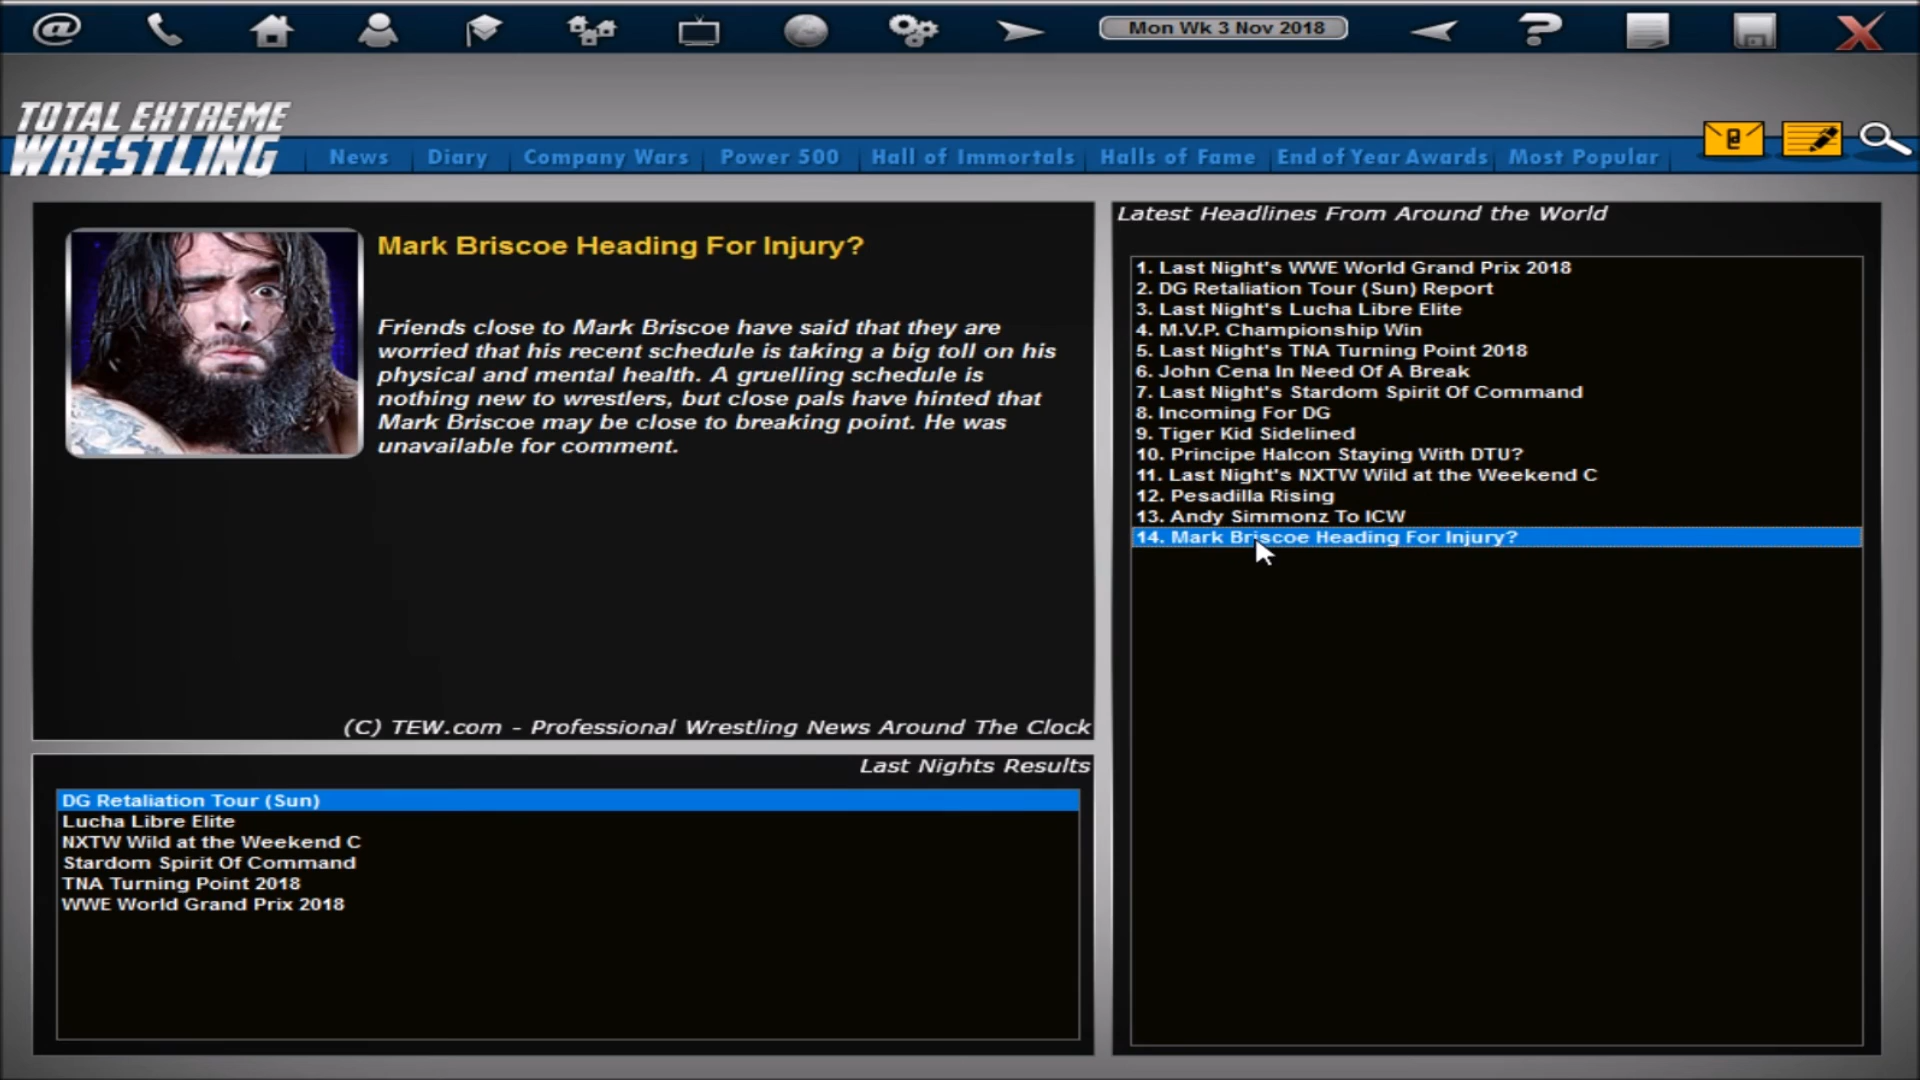 Mon Wk 3 Nov 2018
TOTAL EXTREME
WRESTLING
News
Diary
Company Wars
Power 500
Hall of Immortals
Halls of Fame
End of Year Awards
Most Popular
Mark Briscoe Heading For Injury?
Friends close to Mark Briscoe have said that they are
worried that his recent schedule is taking a big toll on his
physical and mental health. A gruelling schedule is
nothing new to wrestlers, but close pals have hinted that
Mark Briscoe may be close to breaking point. He was
unavailable for comment.
(C) TEW.com - Professional Wrestling News Around The Clock
Last Nights Results
DG Retaliation Tour (Sun)
Lucha Libre Elite
NXTW Wild at the Weekend C
Stardom Spirit Of Command
TNA Turning Point 2018
WWE World Grand Prix 2018
Latest Headlines From Around the World
1. Last Night's WWE World Grand Prix 2018
2. DG Retaliation Tour (Sun) Report
3. Last Night's Lucha Libre Elite
4. M.V.P. Championship Win
5. Last Night's TNA Turning Point 2018
6. John Cena In Need Of A Break
7. Last Night's Stardom Spirit Of Command
8. Incoming For DG
9. Tiger Kid Sidelined
10. Principe Halcon Staying With DTU?
11. Last Night's NXTW Wild at the Weekend C
12. Pesadilla Rising
13. Andy Simmonz To ICW
14. Mark Briscoe Heading For Injury?